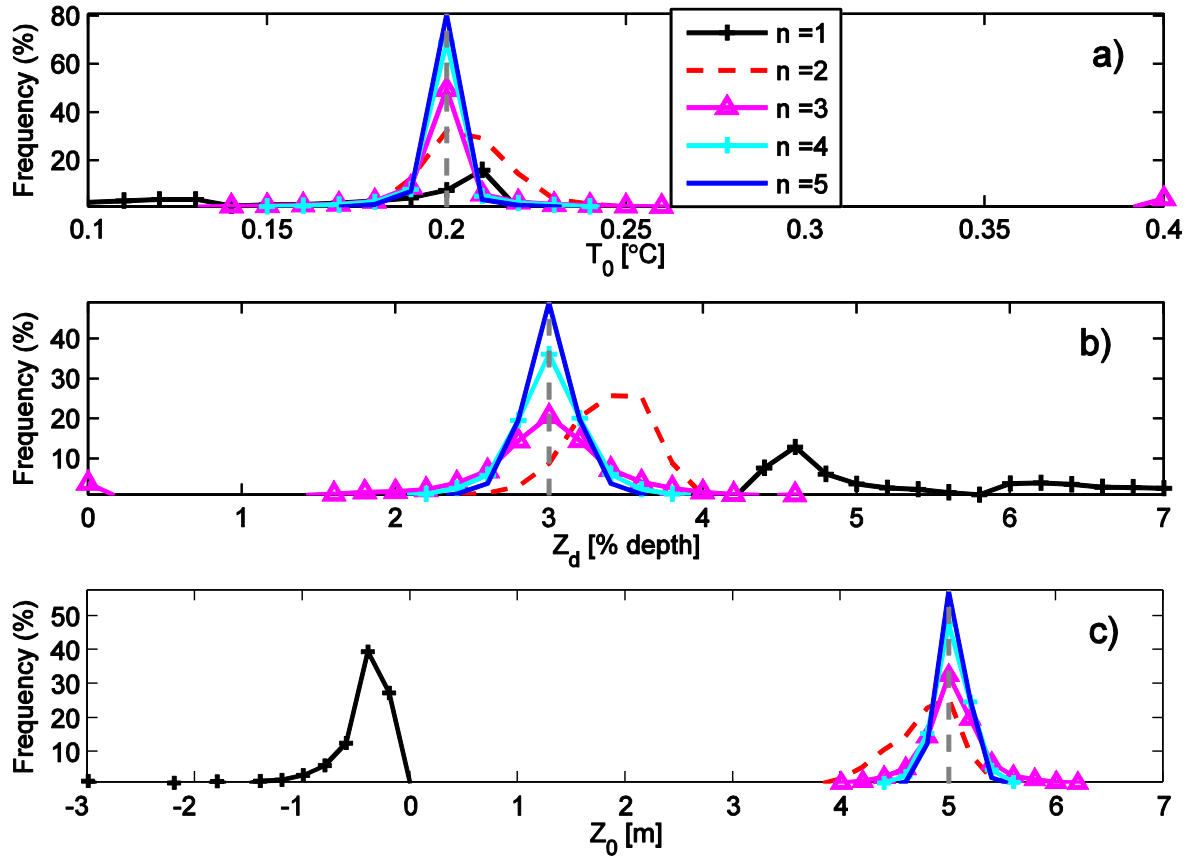 80
60
40
20
Frequency (%)
n =1
n =2
n =3
n =4
n =5
a)
0.1 0.15 0.2 0.25 0.3 0.35 0.4
T0 [°C]
40
30
20
10
Frequency (%)
b)
0 1 2 3 4 5 6 7
Zd [% depth]
50
40
30
20
10
Frequency (%)
c)
-3 -2 -1 0 1 2 3 4 5 6 7
Z0 [m]